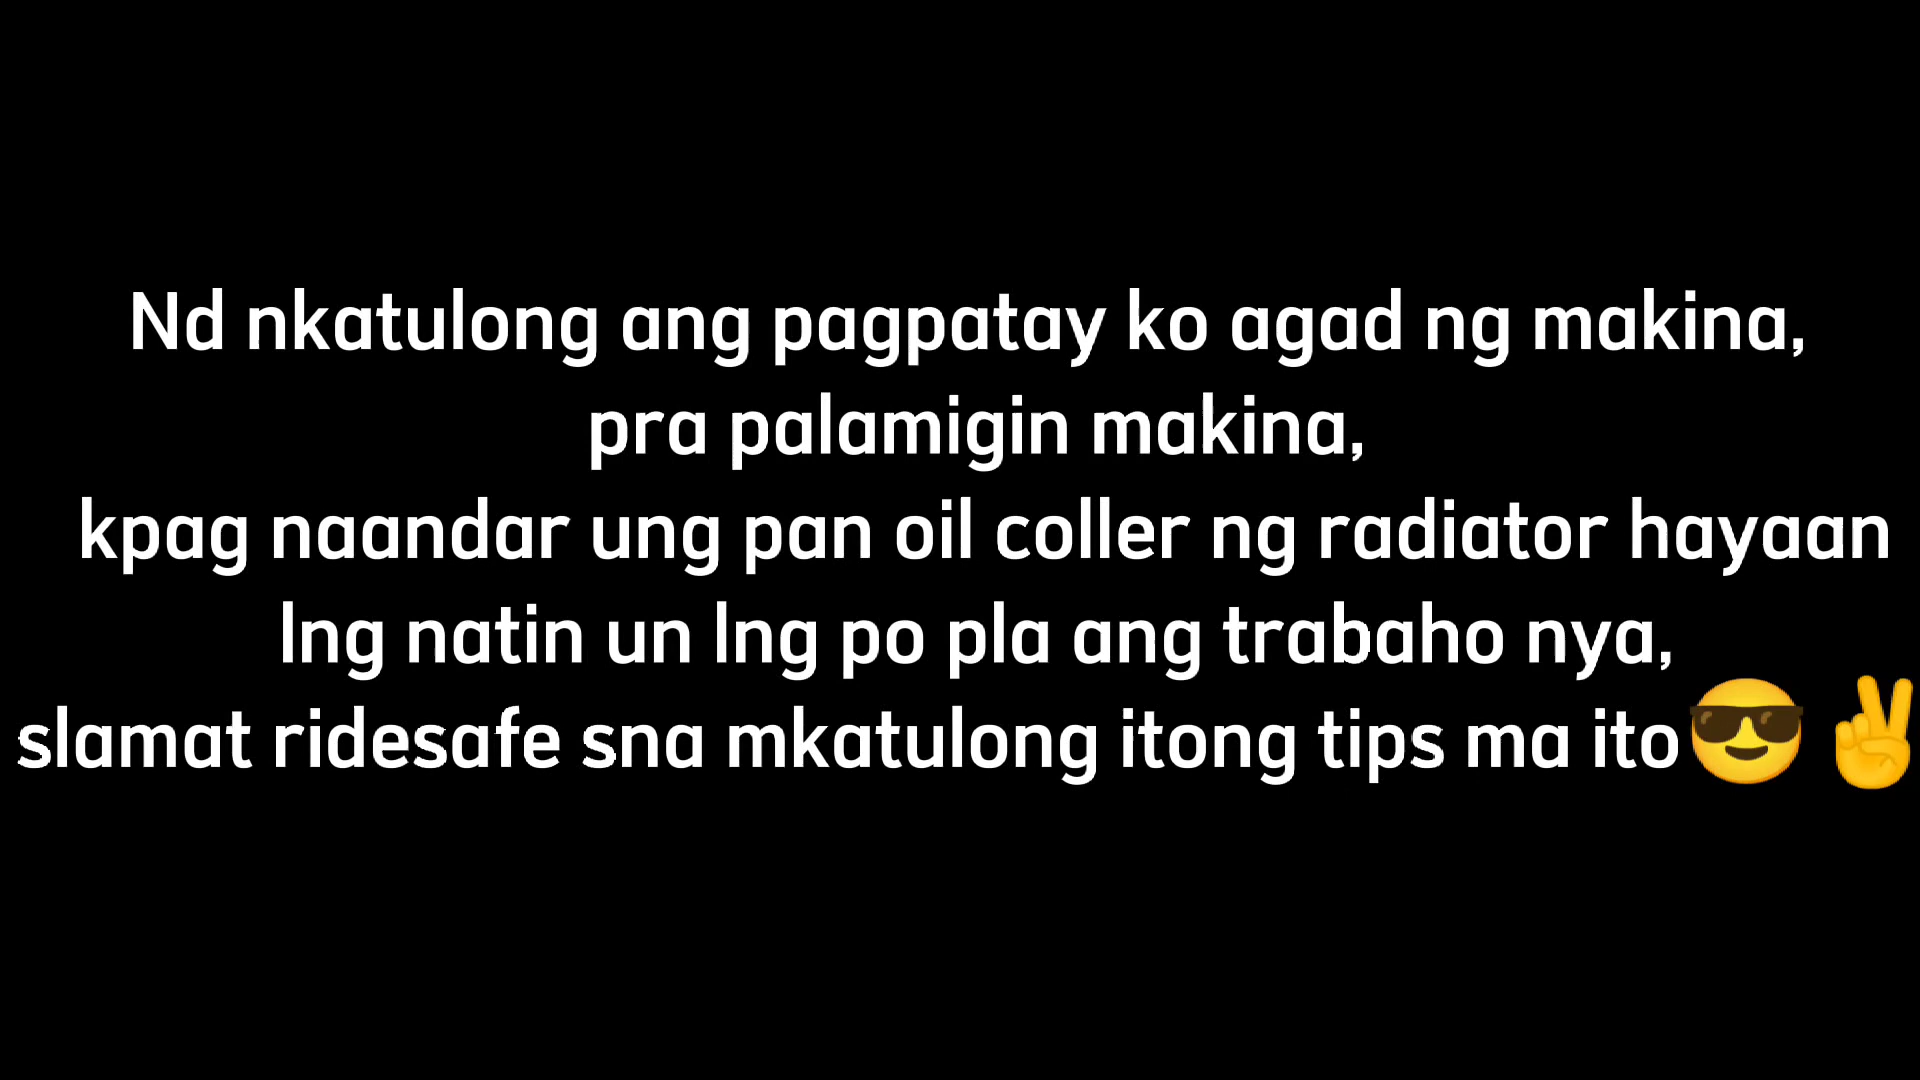 Nd nkatulong ang pagpatay ko agad ng makina,
pra palamigin makina,
kpag naandar ung pan oil coller ng radiator hayaan
lng natin un lng po pla ang trabaho nya,
slamat ridesafe sna mkatulong itong tips ma ito😎✌